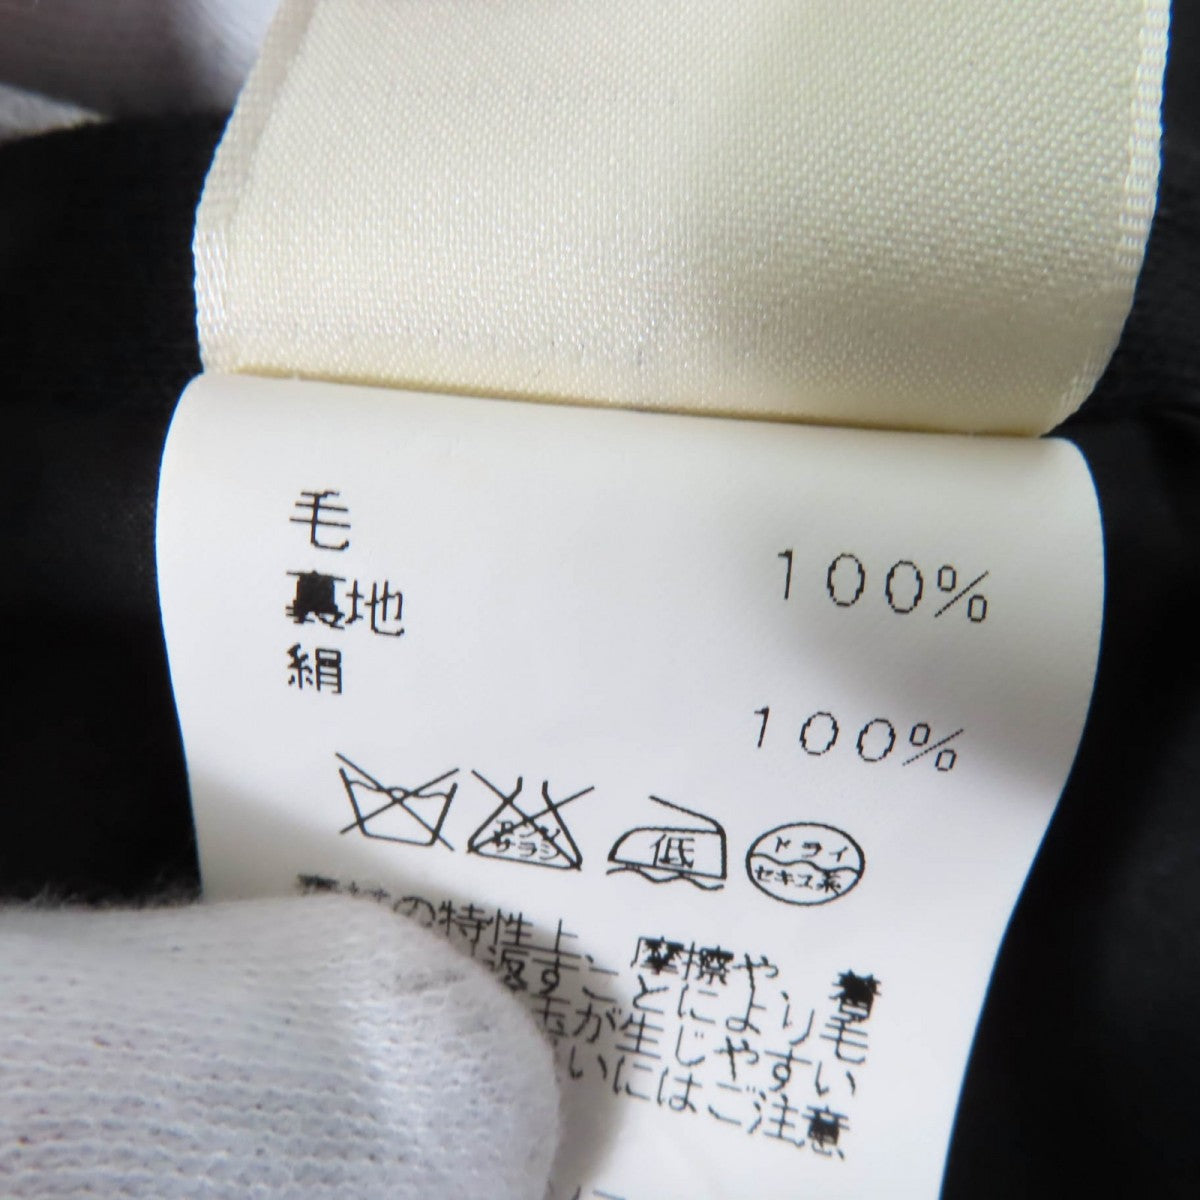 毛 100%
裏地
絹 100%
エンソサラシ
低
ドライ
セキユ系
素材の特性上、摩擦や着
返すことにより毛
玉が生じやすい
いにはご注意